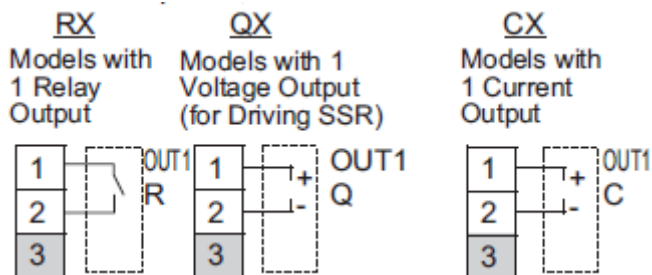 RX
Models with
1 Relay
Output
1
2
3
OUT1
R
QX
Models with 1
Voltage Output
(for Driving SSR)
1
2
3
+
-
OUT1
Q
CX
Models with
1 Current
Output
1
2
3
+
-
OUT1
C